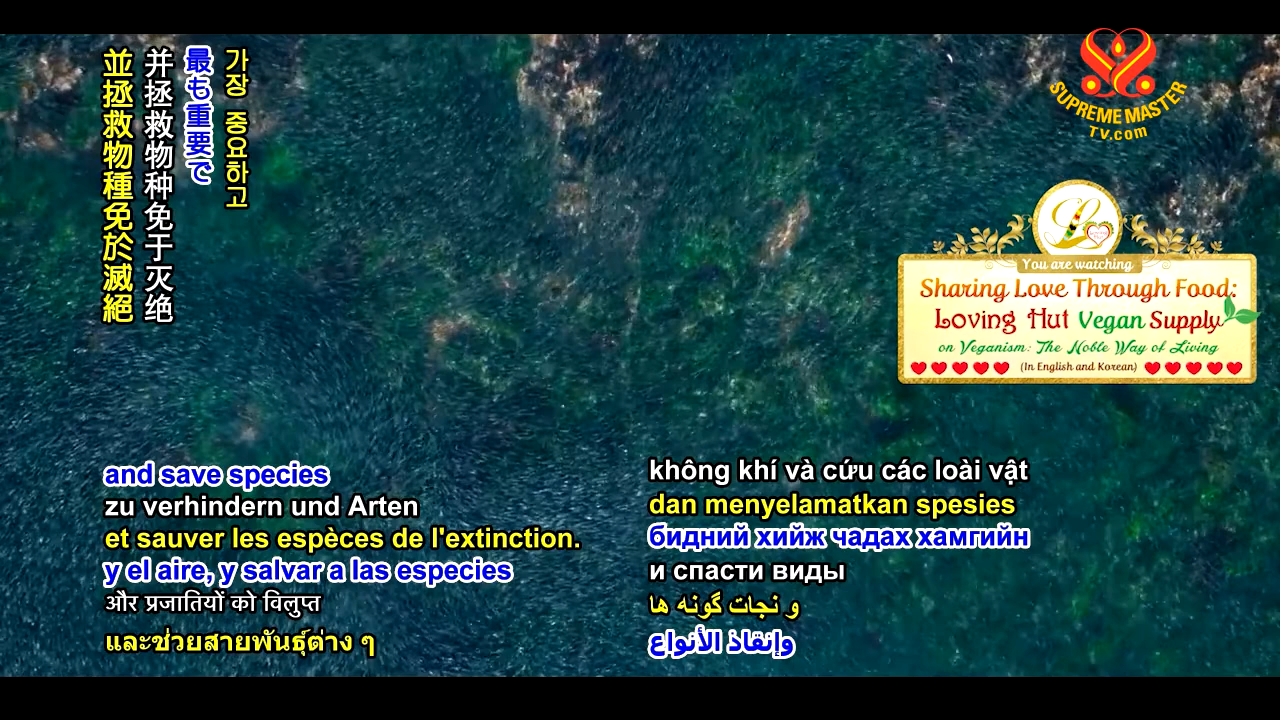 가장 중요하고
最も重要で
并拯救物种免于灭绝
並拯救物種免於滅絕
SUPREME MASTER
TV.com
You are watching
Sharing Love Through Food:
Loving Hut Vegan Supply
on Veganism: The Noble Way of Living
(In English and Korean)
and save species
zu verhindern und Arten
et sauver les espèces de l'extinction.
y el aire, y salvar a las especies
और प्रजातियों को विलुप्त
และช่วยสายพันธุ์ต่าง ๆ
không khí và cứu các loài vật
dan menyelamatkan spesies
бидний хийж чадах хамгийн
и спасти виды
و نجات گونه ها
وإنقاذ الأنواع